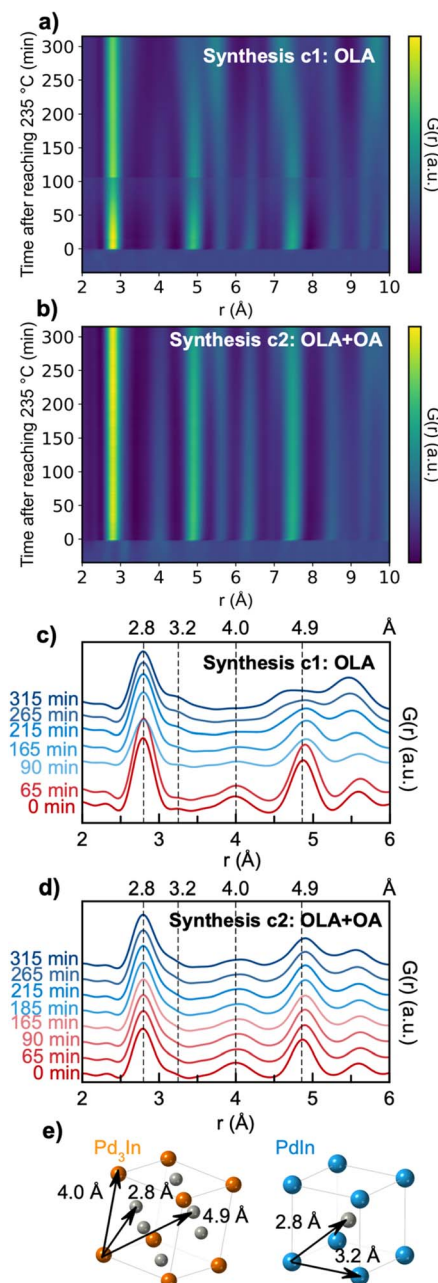 a)
Synthesis c1: OLA
Time after reaching 235 °C (min)
300
250
200
150
100
50
0
2 3 4 5 6 7 8 9 10
r (Å)
G(r) (a.u.)
b)
Synthesis c2: OLA+OA
Time after reaching 235 °C (min)
300
250
200
150
100
50
0
2 3 4 5 6 7 8 9 10
r (Å)
G(r) (a.u.)
c)
2.8 3.2 4.0 4.9 Å
Synthesis c1: OLA
315 min
265 min
215 min
165 min
90 min
65 min
0 min
G(r) (a.u.)
2 3 4 5 6
r (Å)
d)
2.8 3.2 4.0 4.9 Å
Synthesis c2: OLA+OA
315 min
265 min
215 min
185 min
165 min
90 min
65 min
0 min
G(r) (a.u.)
2 3 4 5 6
r (Å)
e)
Pd₃In PdIn
4.0 Å 2.8 Å 4.9 Å
2.8 Å 3.2 Å